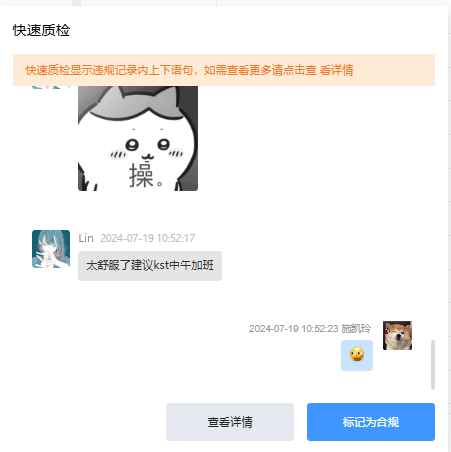 快速质检
快速质检显示违规记录内上下语句，如需查看更多请点击查 看详情
操。
Lin 2024-07-19 10:52:17
太舒服了建议kst中午加班
2024-07-19 10:52:23 施凯玲
查看详情
标记为合规